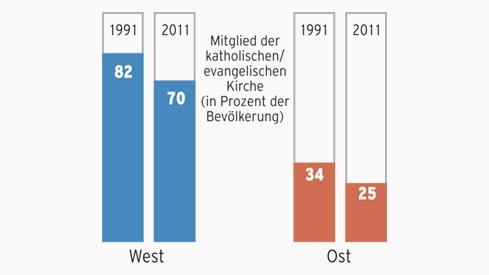 1991 2011
82
70
West
Mitglied der
katholischen/
evangelischen
Kirche
(in Prozent der
Bevölkerung)
1991 2011
34
25
Ost